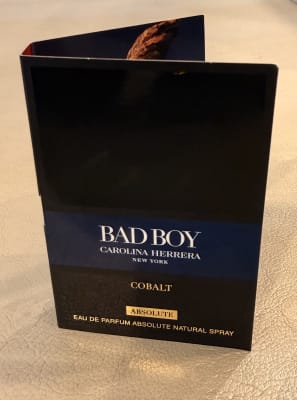 BAD BOY
CAROLINA HERRERA
NEW YORK
COBALT
ABSOLUTE
EAU DE PARFUM ABSOLUTE NATURAL SPRAY